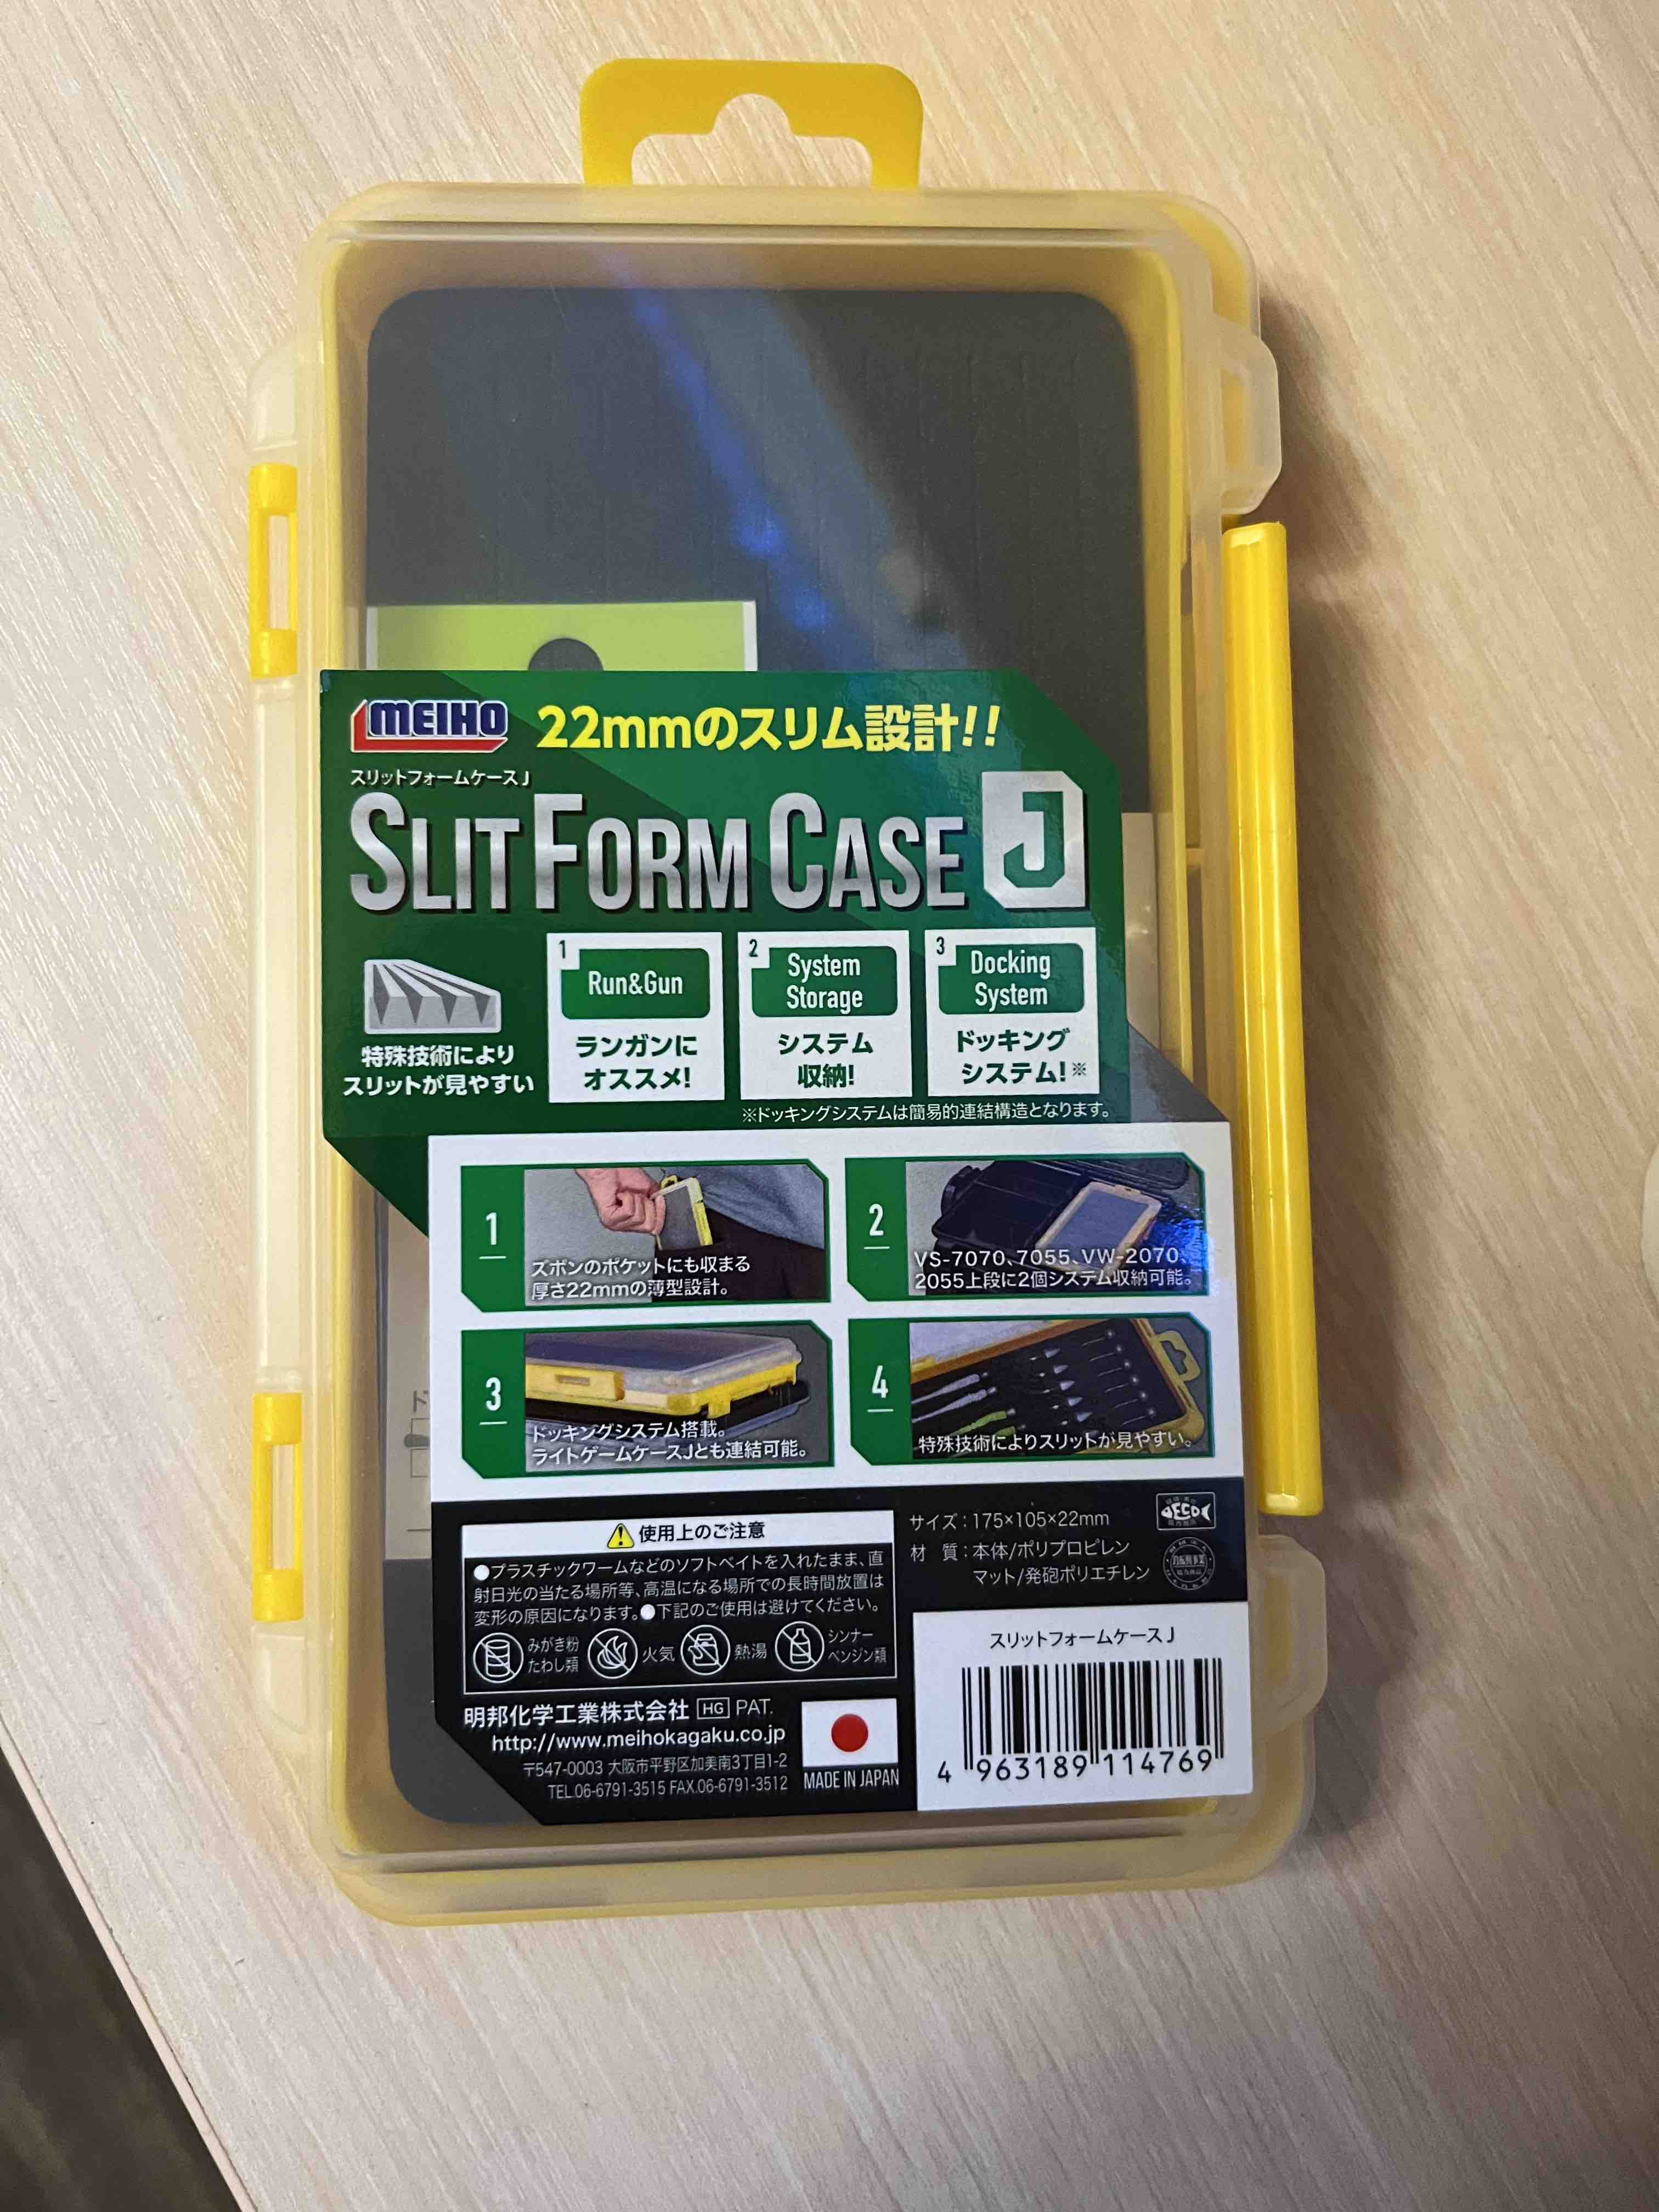 MEIHO
22mmのスリム設計!!
スリットフォームケースJ
SLIT FORM CASE J
特殊技術により
スリットが見やすい
1
Run&Gun
ランガンに
オススメ!
2
System
Storage
システム
収納!
3
Docking
System
ドッキング
システム!※
※ドッキングシステムは簡易的連結構造となります。
1
ズボンのポケットにも収まる
厚さ22mmの薄型設計。
2
VS-7070、7055、VW-2070、
2055上段に2個システム収納可能。
3
ドッキングシステム搭載。
ライトゲームケースJとも連結可能。
4
特殊技術によりスリットが見やすい。
使用上のご注意
●プラスチックワームなどのソフトベイトを入れたまま、直
射日光の当たる場所等、高温になる場所での長時間放置は
変形の原因になります。●下記のご使用は避けてください。
みがき粉
たわし類
火気
熱湯
シンナー
ベンジン類
明邦化学工業株式会社 HG PAT.
http://www.meihokagaku.co.jp
〒547-0003 大阪市平野区加美南3丁目1-2
TEL.06-6791-3515 FAX.06-6791-3512
MADE IN JAPAN
サイズ:175×105×22mm
材 質:本体/ポリプロピレン
マット/発砲ポリエチレン
ECO
スリットフォームケースJ
4 963189 114769
ド